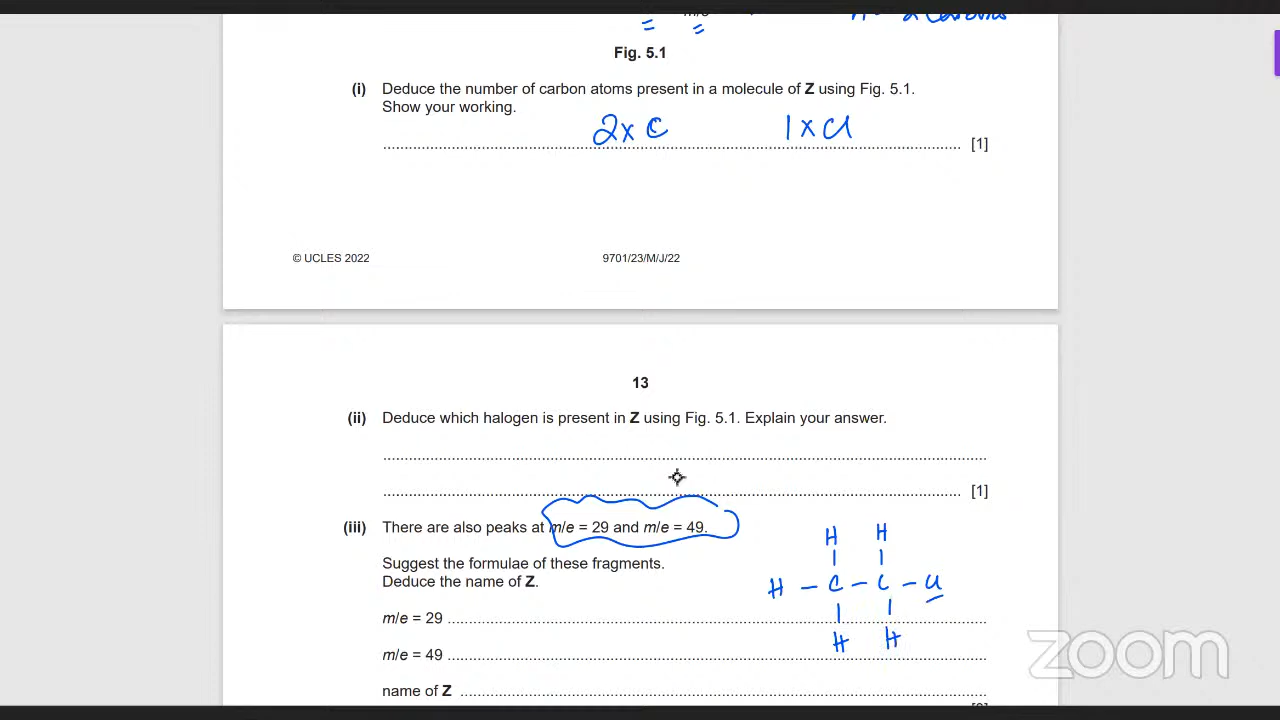 Fig. 5.1
(i) Deduce the number of carbon atoms present in a molecule of Z using Fig. 5.1.
Show your working.
2 x C 1 x Cl
[1]
© UCLES 2022 9701/23/M/J/22
13
(ii) Deduce which halogen is present in Z using Fig. 5.1. Explain your answer.
[1]
(iii) There are also peaks at m/e = 29 and m/e = 49.
H H
Suggest the formulae of these fragments.
Deduce the name of Z.
H – C – C – Cl
m/e = 29
H H
m/e = 49
name of Z
zoom